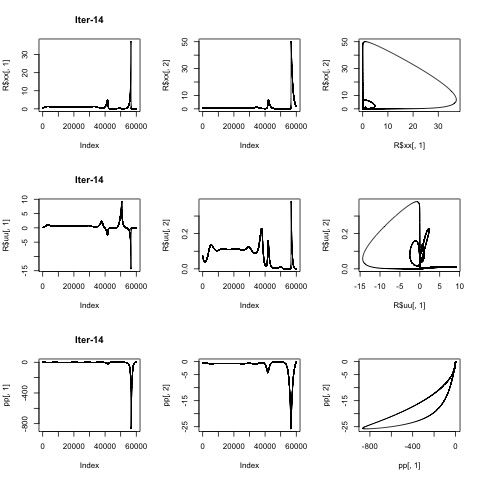 Iter-14
R$xx[, 1]
0 10 20 30
0 20000 40000 60000
Index
R$xx[, 2]
0 10 20 30 40 50
0 20000 40000 60000
Index
R$xx[, 2]
0 10 20 30 40 50
0 10 20 30
R$xx[, 1]
Iter-14
R$uu[, 1]
-15 -5 0 5 10
0 20000 40000 60000
Index
R$uu[, 2]
0.0 0.2
0 20000 40000 60000
Index
R$uu[, 2]
0.0 0.2
-15 -10 -5 0 5 10
R$uu[, 1]
Iter-14
pp[, 1]
-800 -400 0
0 20000 40000 60000
Index
pp[, 2]
-25 -15 -5 0
0 20000 40000 60000
Index
pp[, 2]
-25 -15 -5 0
-800 -400 0
pp[, 1]